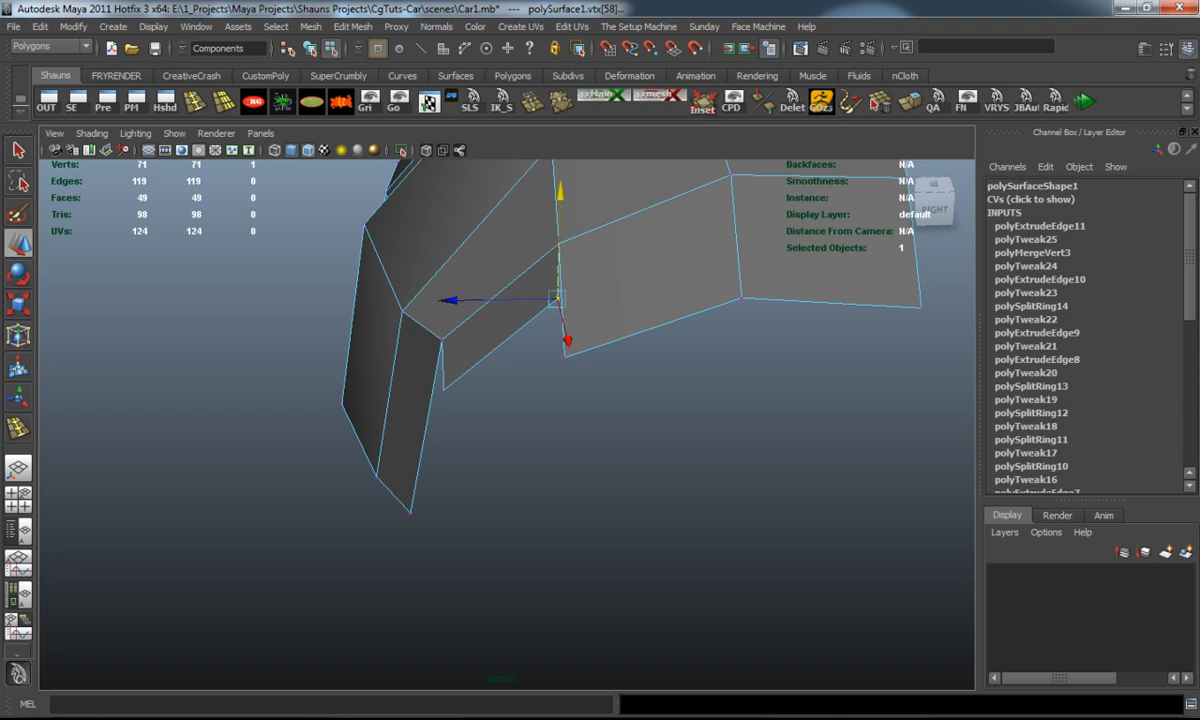 Autodesk Maya 2011 Hotfix 3 x64: E:\1_Projects\Maya Projects\Shauns Projects\CgTuts-Car\scenes\Car1.mb* --- polySurface1.vtx[58]...
File Edit Modify Create Display Window Assets Select Mesh Edit Mesh Proxy Normals Color Create UVs Edit UVs The Setup Machine Sunday Face Machine Help
Polygons Components
Shauns FRYRENDER CreativeCrash CustomPoly SuperCrumbly Curves Surfaces Polygons Subdivs Deformation Animation Rendering Muscle Fluids nCloth
OUT SE Pre PM Hshd Gri Go SLS IK_S Inset CPD Delet GOz3 QA FN VRYS JBAut Rapic
View Shading Lighting Show Renderer Panels
Channel Box / Layer Editor
Channels Edit Object Show
Verts: 71 71 1
Edges: 119 119 0
Faces: 49 49 0
Tris: 98 98 0
UVs: 124 124 0
Backfaces: N/A
Smoothness: N/A
Instance: N/A
Display Layer: default
Distance From Camera: N/A
Selected Objects: 1
RIGHT
polySurfaceShape1
CVs (click to show)
INPUTS
polyExtrudeEdge11
polyTweak25
polyMergeVert3
polyTweak24
polyExtrudeEdge10
polyTweak23
polySplitRing14
polyTweak22
polyExtrudeEdge9
polyTweak21
polyExtrudeEdge8
polyTweak20
polySplitRing13
polyTweak19
polySplitRing12
polyTweak18
polySplitRing11
polyTweak17
polySplitRing10
polyTweak16
polyExtrudeEdge7
Display Render Anim
Layers Options Help
persp
MEL